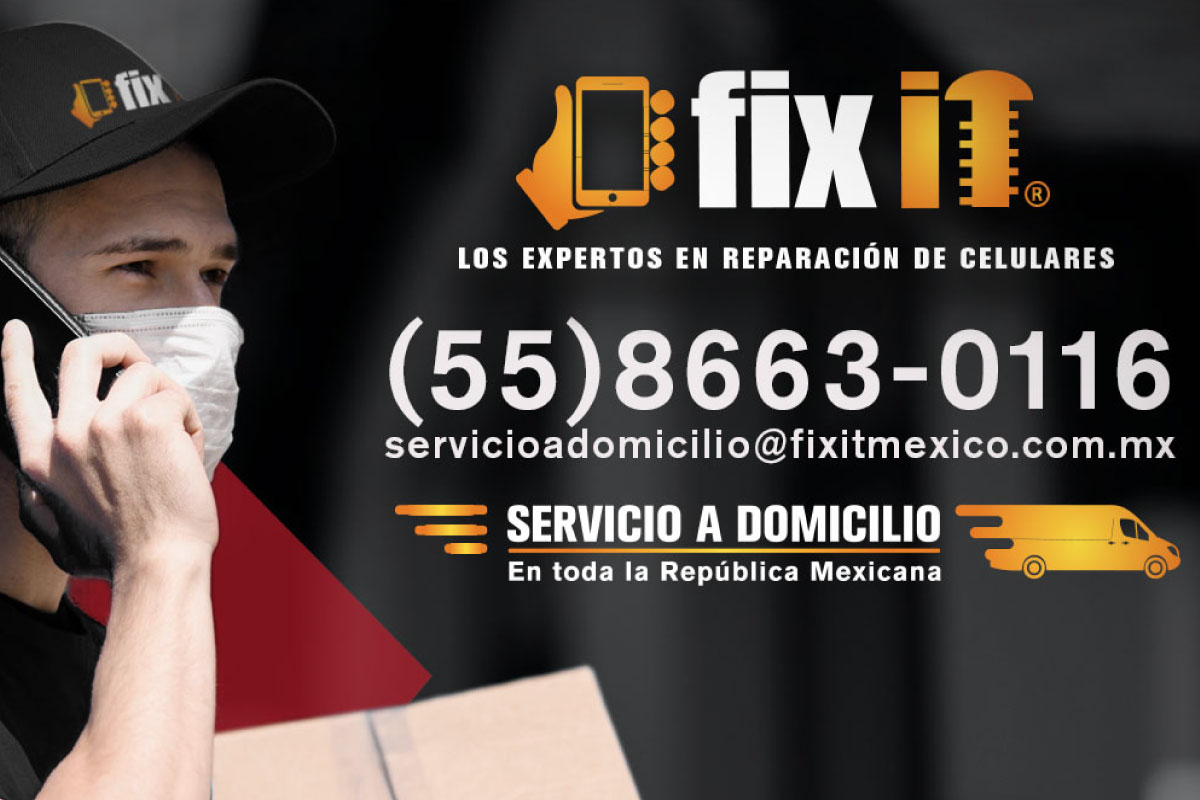 fix
fix it®
LOS EXPERTOS EN REPARACIÓN DE CELULARES
(55)8663-0116
servicioadomicilio@fixitmexico.com.mx
SERVICIO A DOMICILIO
En toda la República Mexicana